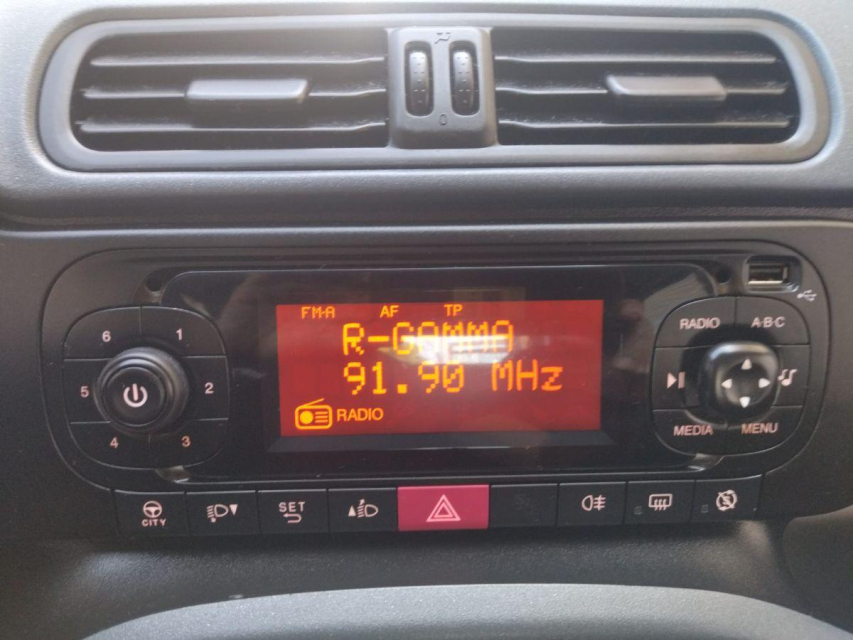 0
FM-A AF TP
R-GAMMA
91.90 MHz
RADIO
6 1
5 2
4 3
RADIO A·B·C
MEDIA MENU
CITY
SET